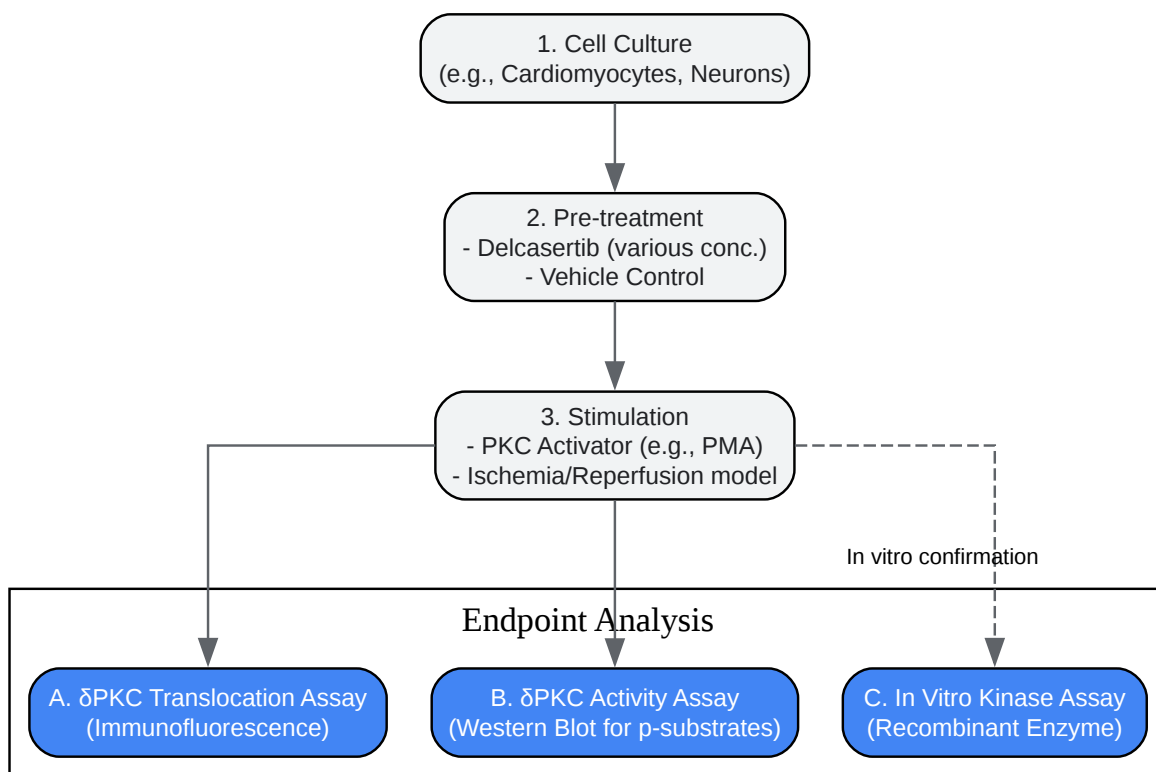 1. Cell Culture
(e.g., Cardiomyocytes, Neurons)
2. Pre-treatment
- Delcasertib (various conc.)
- Vehicle Control
3. Stimulation
- PKC Activator (e.g., PMA)
- Ischemia/Reperfusion model
In vitro confirmation
Endpoint Analysis
A. δPKC Translocation Assay
(Immunofluorescence)
B. δPKC Activity Assay
(Western Blot for p-substrates)
C. In Vitro Kinase Assay
(Recombinant Enzyme)